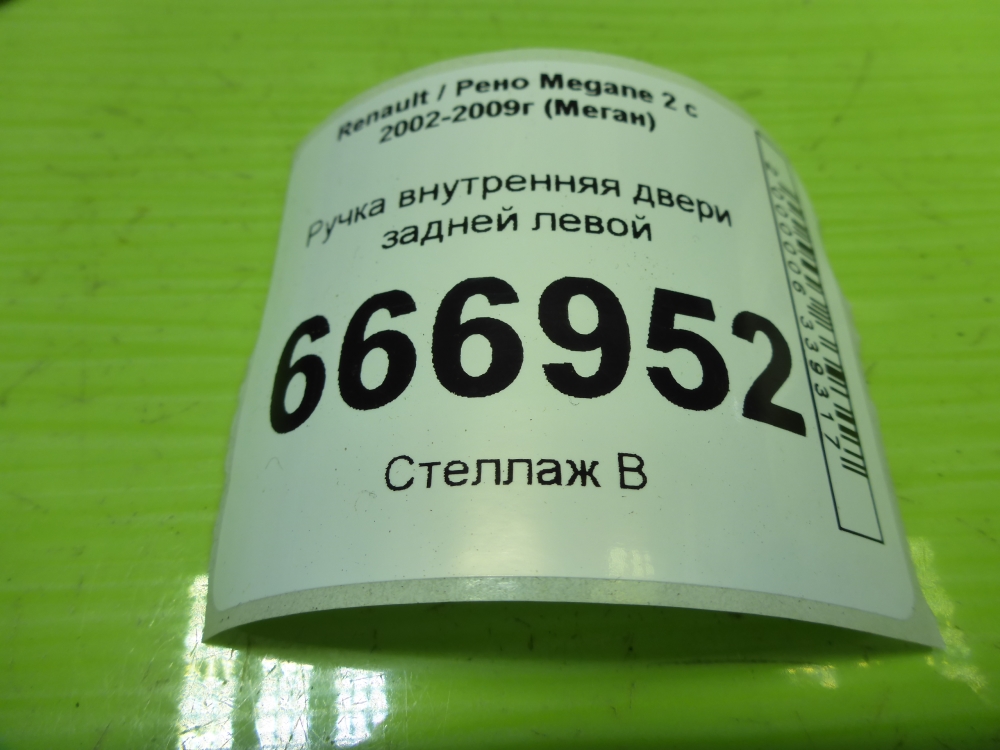 Renault / Рено Megane 2 с
2002-2009г (Меган)
Ручка внутренняя двери
задней левой
666952
Стеллаж В